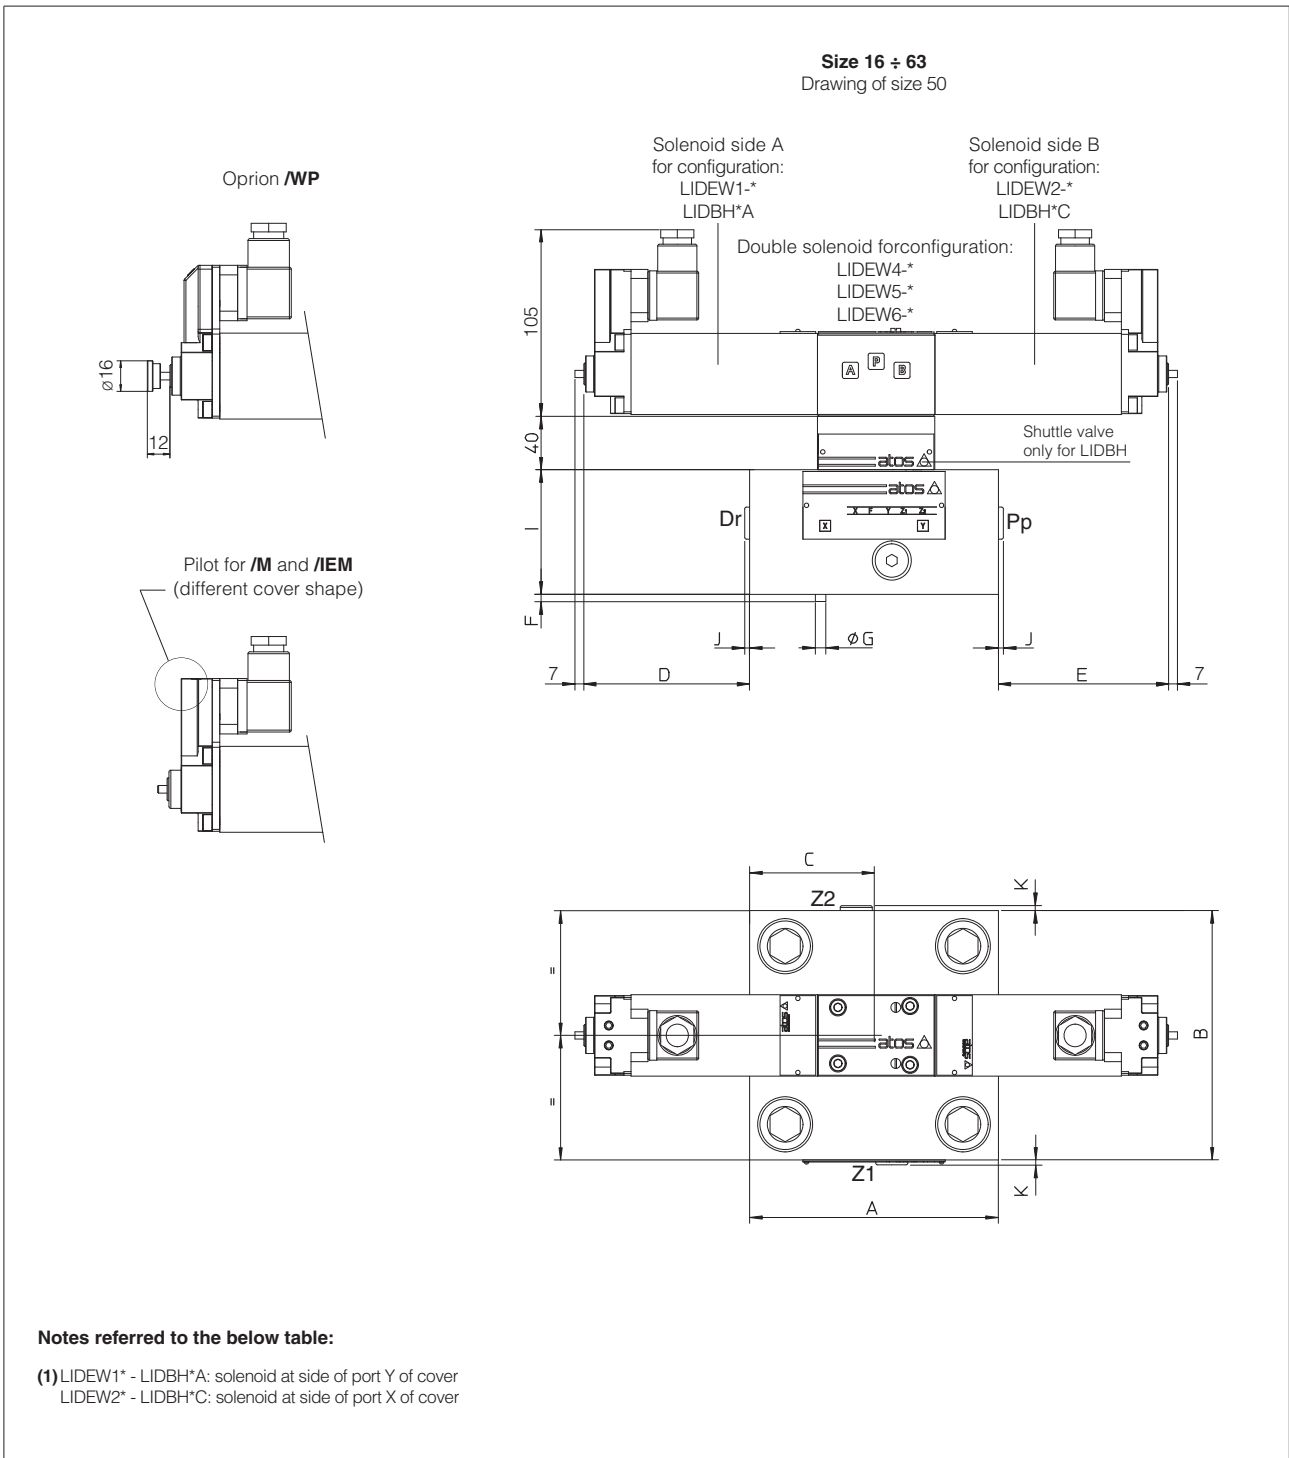 Size 16 ÷ 63
Drawing of size 50
Solenoid side A
for configuration:
LIDEW1-*
LIDBH*A
Solenoid side B
for configuration:
LIDEW2-*
LIDBH*C
Oprion /WP
Double solenoid forconfiguration:
LIDEW4-*
LIDEW5-*
LIDEW6-*
105
A P B
ø16
12
40
Shuttle valve
only for LIDBH
atos
atos
X F Y Z1 Z2
X Y
Dr
Pp
I
F
Pilot for /M and /IEM
(different cover shape)
J
ø G
J
7
D
E
7
C
K
Z2
=
=
atos
atos
atos
B
Z1
K
A
Notes referred to the below table:
(1) LIDEW1* - LIDBH*A: solenoid at side of port Y of cover
LIDEW2* - LIDBH*C: solenoid at side of port X of cover